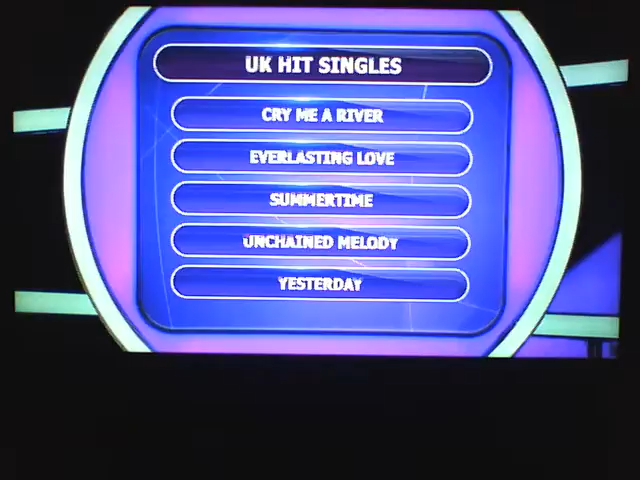 UK HIT SINGLES
CRY ME A RIVER
EVERLASTING LOVE
SUMMERTIME
UNCHAINED MELODY
YESTERDAY